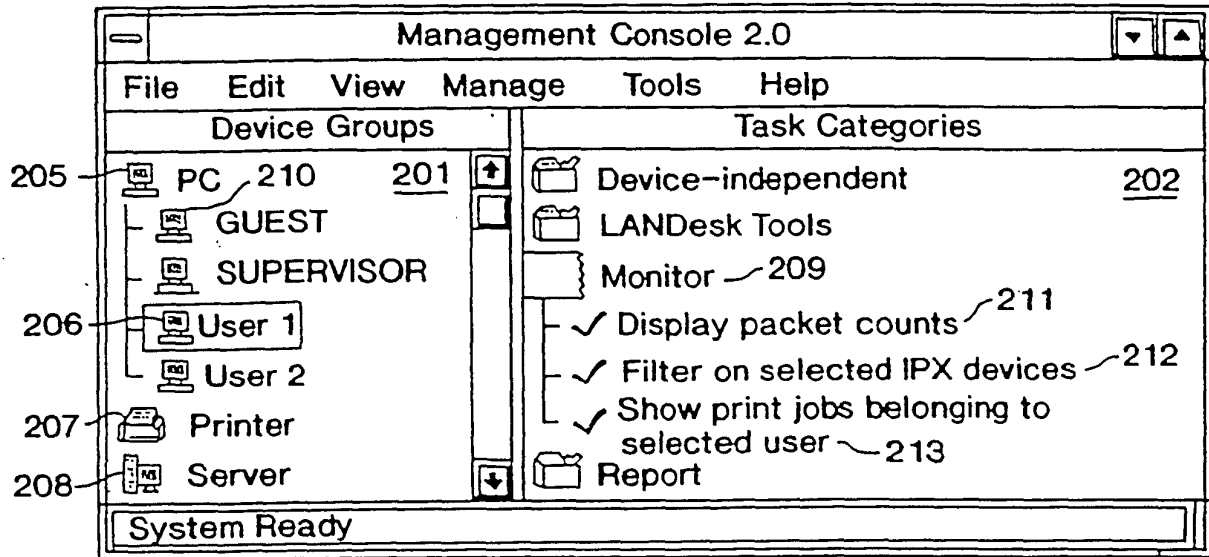 Management Console 2.0
File Edit View Manage Tools Help
Device Groups
Task Categories
205
PC
210
201
GUEST
SUPERVISOR
206
User 1
User 2
207
Printer
208
Server
Device-independent
202
LANDesk Tools
Monitor
209
211
Display packet counts
212
Filter on selected IPX devices
Show print jobs belonging to
selected user
213
Report
System Ready